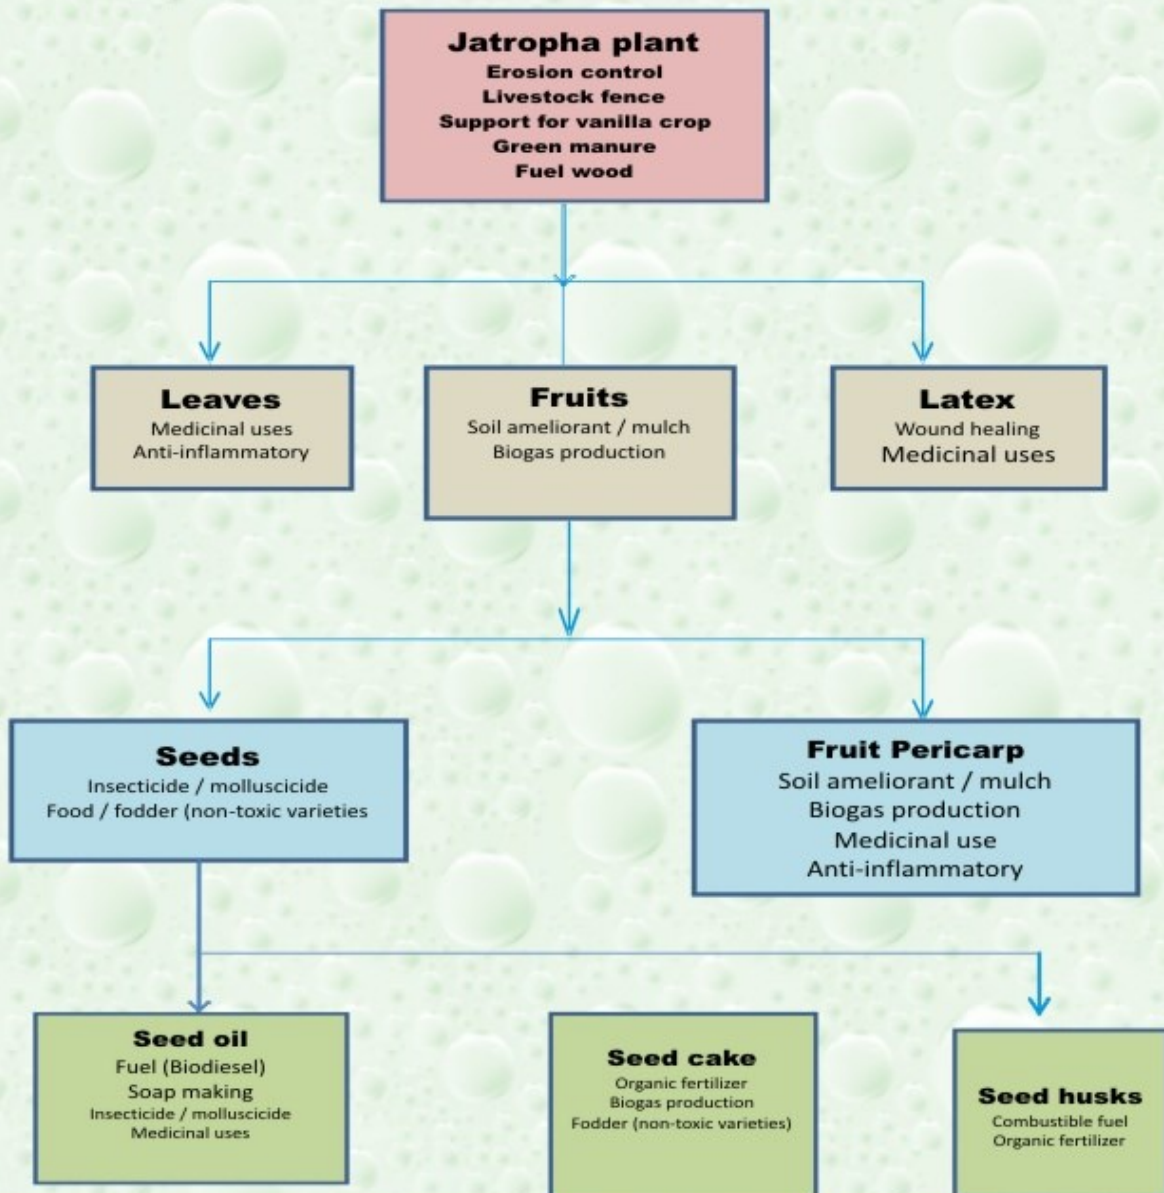 Jatropha plant
Erosion control
Livestock fence
Support for vanilla crop
Green manure
Fuel wood
Leaves
Medicinal uses
Anti-inflammatory
Fruits
Soil ameliorant / mulch
Biogas production
Latex
Wound healing
Medicinal uses
Seeds
Insecticide / molluscicide
Food / fodder (non-toxic varieties
Fruit Pericarp
Soil ameliorant / mulch
Biogas production
Medicinal use
Anti-inflammatory
Seed oil
Fuel (Biodiesel)
Soap making
Insecticide / molluscicide
Medicinal uses
Seed cake
Organic fertilizer
Biogas production
Fodder (non-toxic varieties)
Seed husks
Combustible fuel
Organic fertilizer